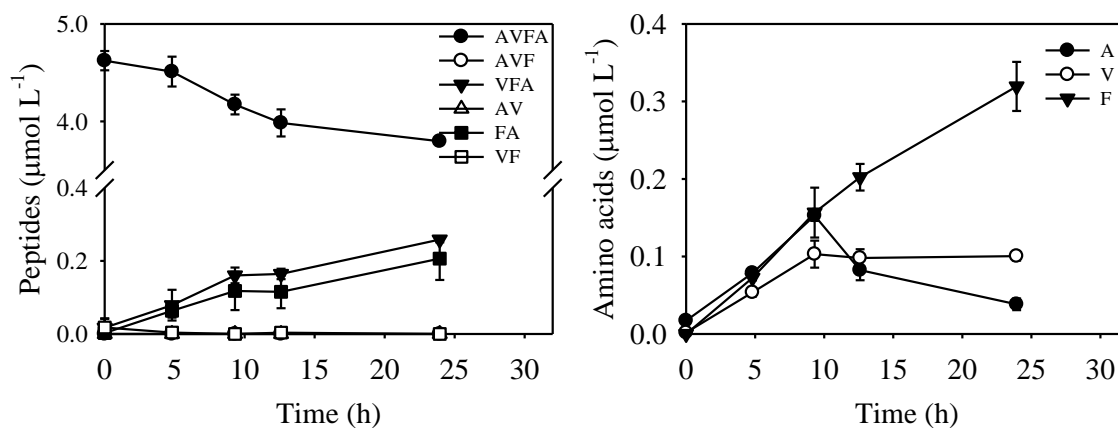 Peptides (µmol L⁻¹)
5.0
4.0
0.4
0.2
0.0
AVFA
AVF
VFA
AV
FA
VF
0 5 10 15 20 25 30
Time (h)
Amino acids (µmol L⁻¹)
0.4
0.3
0.2
0.1
0.0
A
V
F
0 5 10 15 20 25 30
Time (h)